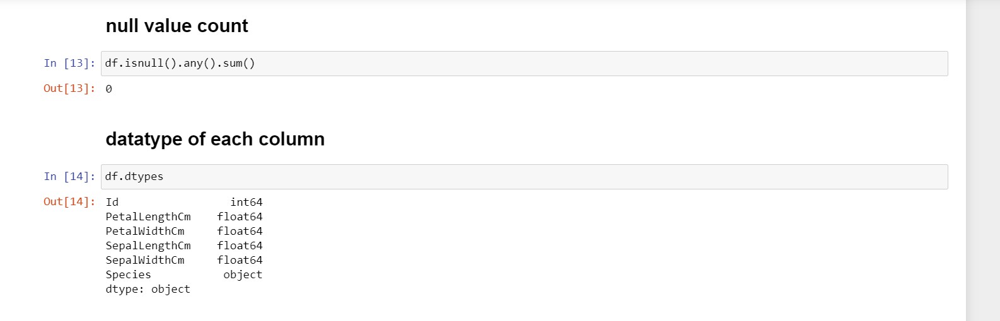 null value count
In [13]: df.isnull().any().sum()
Out[13]: 0
datatype of each column
In [14]: df.dtypes
Out[14]: Id                 int64
PetalLengthCm    float64
PetalWidthCm     float64
SepalLengthCm    float64
SepalWidthCm     float64
Species           object
dtype: object